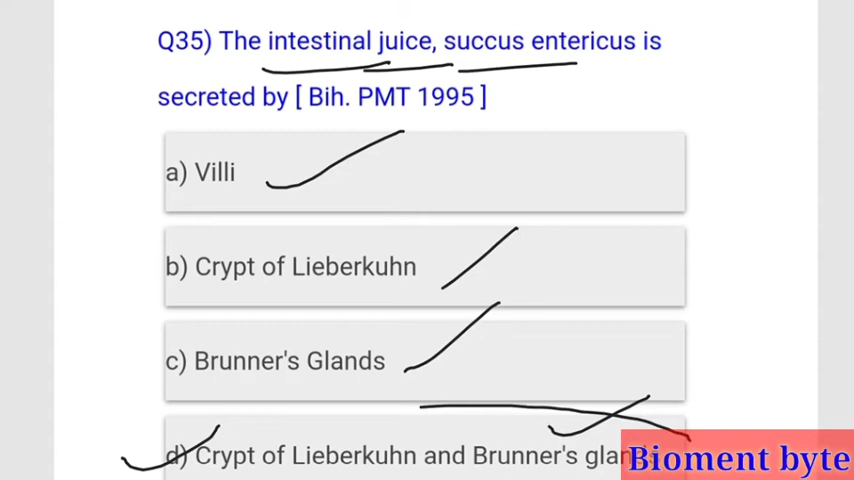 Q35) The intestinal juice, succus entericus is
secreted by [ Bih. PMT 1995 ]
a) Villi
b) Crypt of Lieberkuhn
c) Brunner's Glands
d) Crypt of Lieberkuhn and Brunner's
Bioment byte